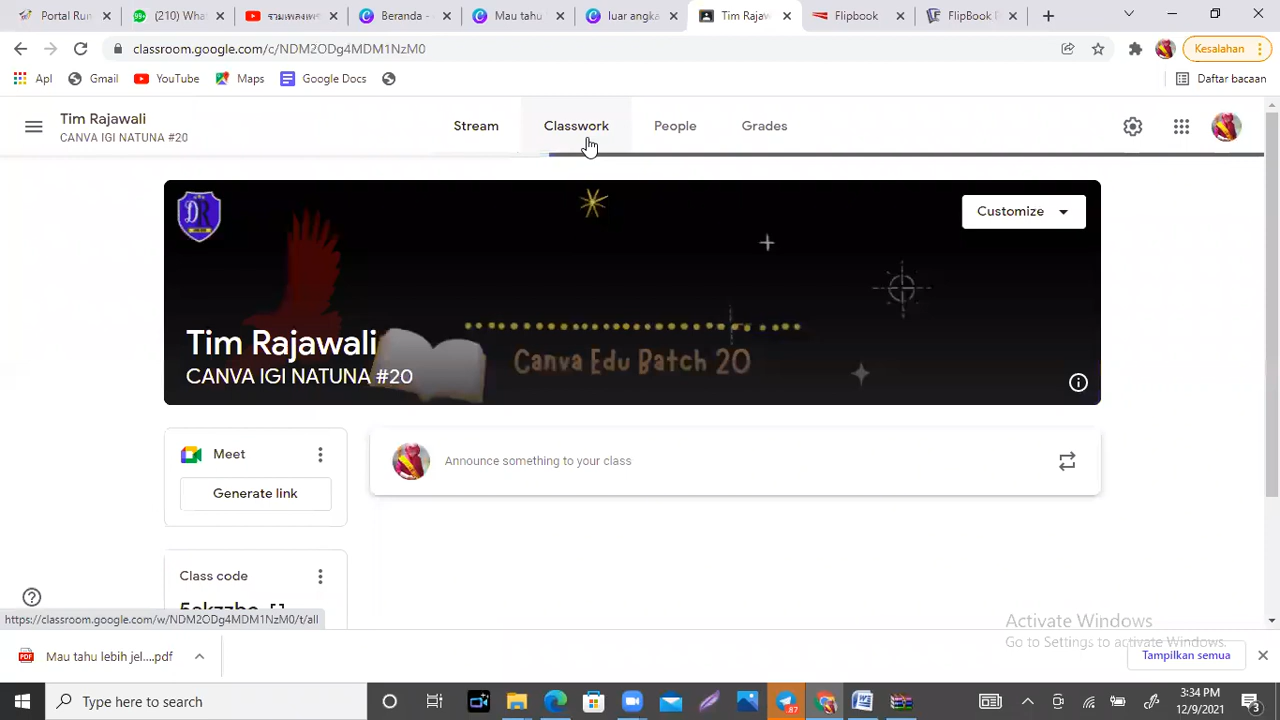 Portal Run
(210) Wha
Beranda -
Mau tahu
luar angka
Tim Rajaw
Flipbook
FlipBook
classroom.google.com/c/NDM2ODg4MDM1NzM0
Kesalahan
Apl
Gmail
YouTube
Maps
Google Docs
Daftar bacaan
Tim Rajawali
CANVA IGI NATUNA #20
Stream
Classwork
People
Grades
Customize
Tim Rajawali
CANVA IGI NATUNA #20
Canva Edu Batch 20
Meet
Generate link
Announce something to your class
Class code
https://classroom.google.com/w/NDM2ODg4MDM1NzM0/t/all
Activate Windows
Go to Settings to activate Windows.
Mau tahu lebih jel....pdf
Tampilkan semua
Type here to search
87
3:34 PM
12/9/2021
3